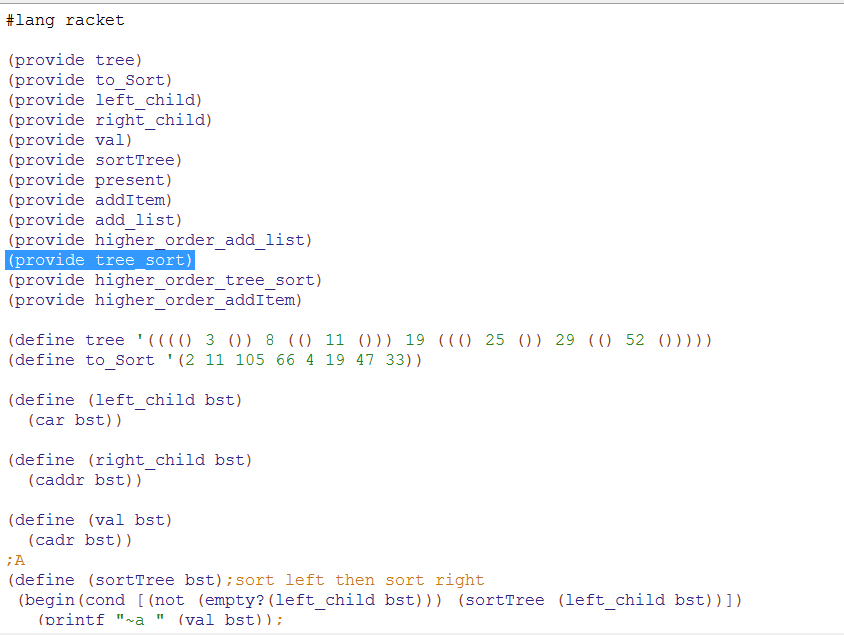 #lang racket
(provide tree)
(provide to_Sort)
(provide left_child)
(provide right_child)
(provide val)
(provide sortTree)
(provide present)
(provide addItem)
(provide add_list)
(provide higher_order_add_list)
(provide tree_sort)
(provide higher_order_tree_sort)
(provide higher_order_addItem)
(define tree '(((() 3 ()) 8 (() 11 ())) 19 ((() 25 ()) 29 (() 52 ()))))
(define to_Sort '(2 11 105 66 4 19 47 33))
(define (left_child bst)
(car bst))
(define (right_child bst)
(caddr bst))
(define (val bst)
(cadr bst))
;A
(define (sortTree bst);sort left then sort right
(begin(cond [(not (empty?(left_child bst))) (sortTree (left_child bst))])
(printf "~a " (val bst));